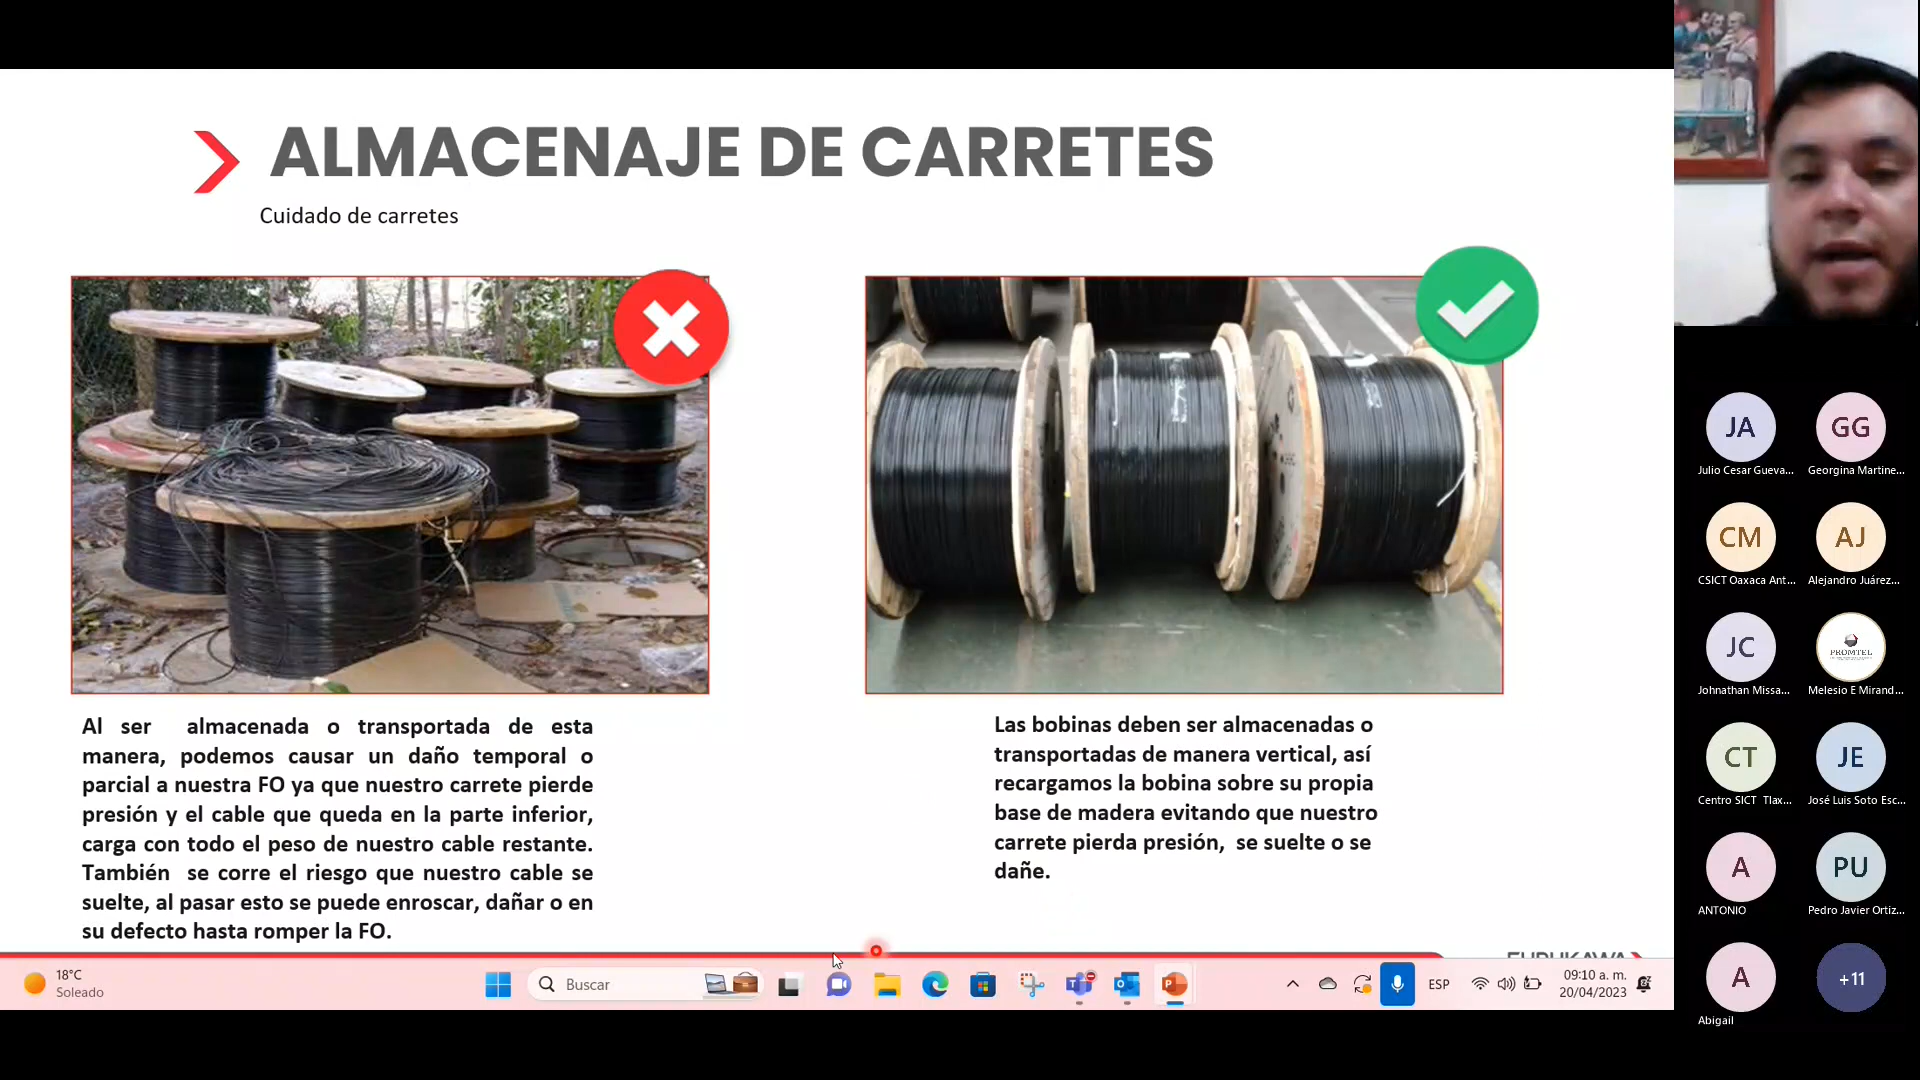 ALMACENAJE DE CARRETES
Cuidado de carretes
Al ser almacenada o transportada de esta
manera, podemos causar un daño temporal o
parcial a nuestra FO ya que nuestro carrete pierde
presión y el cable que queda en la parte inferior,
carga con todo el peso de nuestro cable restante.
También se corre el riesgo que nuestro cable se
suelte, al pasar esto se puede enroscar, dañar o en
su defecto hasta romper la FO.
Las bobinas deben ser almacenadas o
transportadas de manera vertical, así
recargamos la bobina sobre su propia
base de madera evitando que nuestro
carrete pierda presión, se suelte o se
dañe.
FURUKAWA
18°C
Soleado
Buscar
ESP
09:10 a. m.
20/04/2023
JA
Julio Cesar Gueva...
GG
Georgina Martine...
CM
CSICT Oaxaca Ant...
AJ
Alejandro Juárez...
JC
Johnathan Missa...
PROMTEL
Melesio E Mirand...
CT
Centro SICT Tlax...
JE
José Luis Soto Esc...
A
ANTONIO
PU
Pedro Javier Ortiz...
A
Abigail
+11